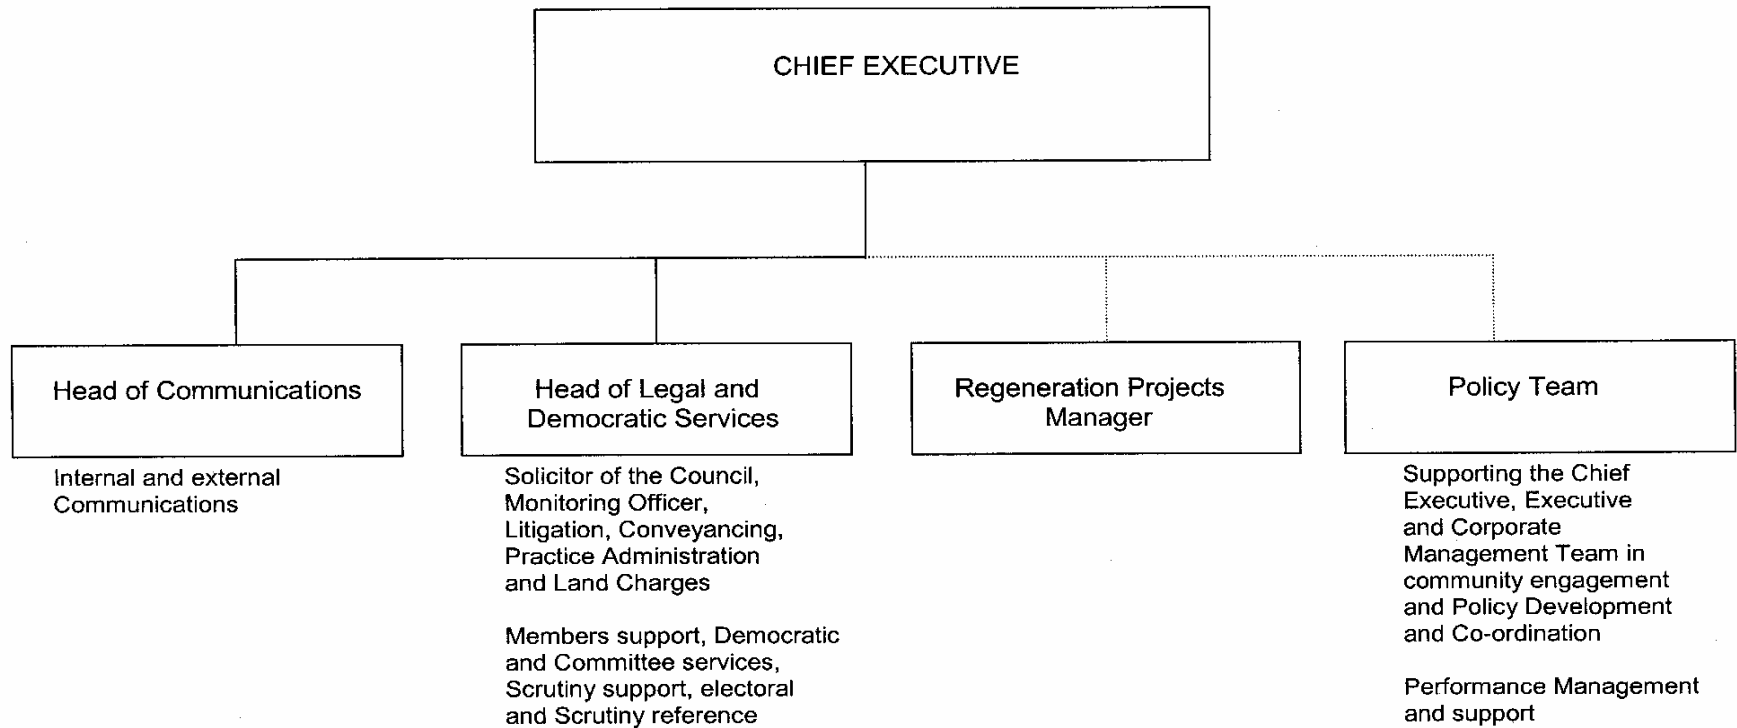 CHIEF EXECUTIVE
Head of Communications
Internal and external
Communications
Head of Legal and
Democratic Services
Solicitor of the Council,
Monitoring Officer,
Litigation, Conveyancing,
Practice Administration
and Land Charges
Members support, Democratic
and Committee services,
Scrutiny support, electoral
and Scrutiny reference
Regeneration Projects
Manager
Policy Team
Supporting the Chief
Executive, Executive
and Corporate
Management Team in
community engagement
and Policy Development
and Co-ordination
Performance Management
and support